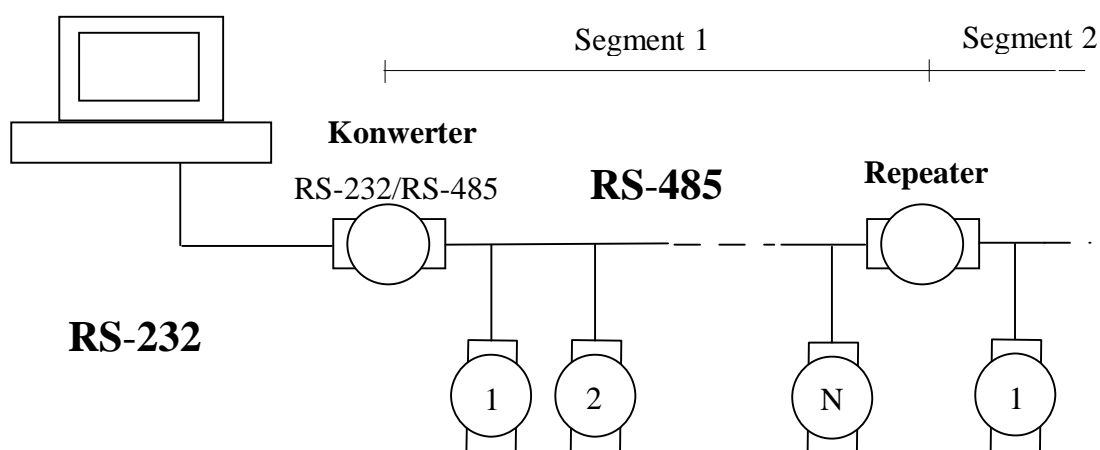 Segment 1
Segment 2
Konwerter
RS-232/RS-485
RS-485
Repeater
RS-232
1
2
N
1